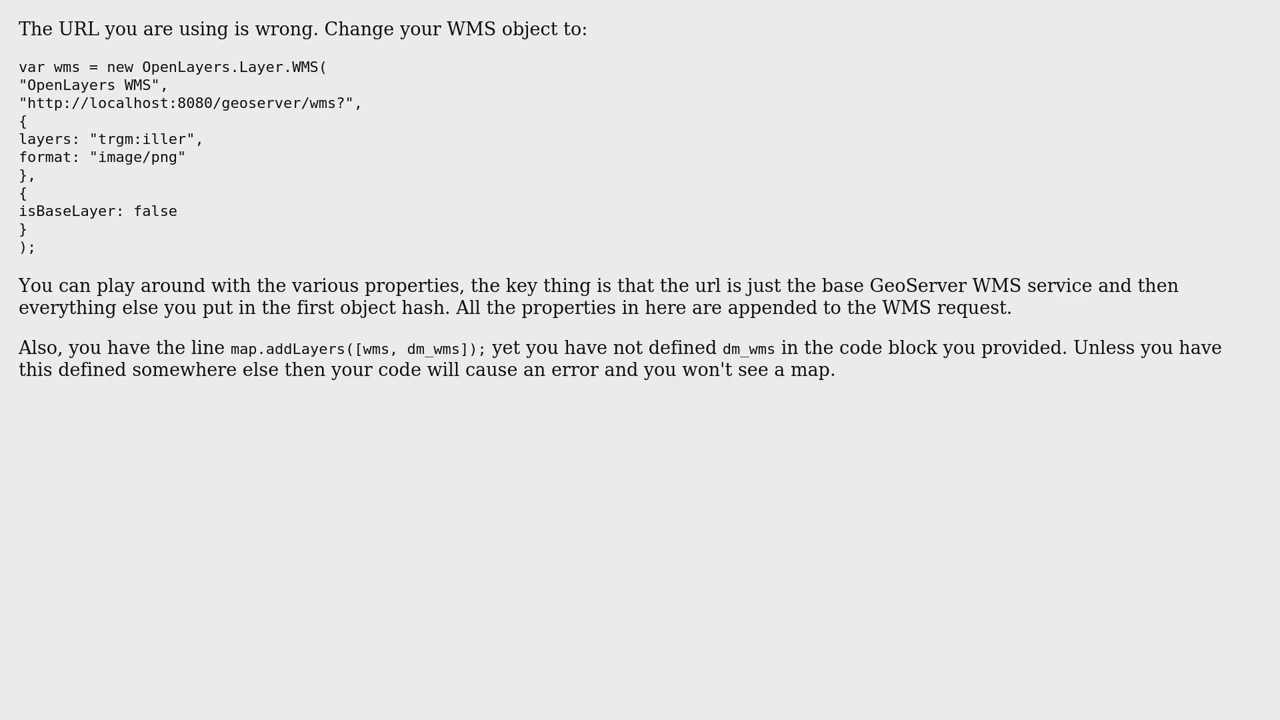 The URL you are using is wrong. Change your WMS object to:
var wms = new OpenLayers.Layer.WMS(
"OpenLayers WMS",
"http://localhost:8080/geoserver/wms?",
{
layers: "trgm:iller",
format: "image/png"
},
{
isBaseLayer: false
}
);
You can play around with the various properties, the key thing is that the url is just the base GeoServer WMS service and then
everything else you put in the first object hash. All the properties in here are appended to the WMS request.
Also, you have the line map.addLayers([wms, dm_wms]); yet you have not defined dm_wms in the code block you provided. Unless you have
this defined somewhere else then your code will cause an error and you won't see a map.